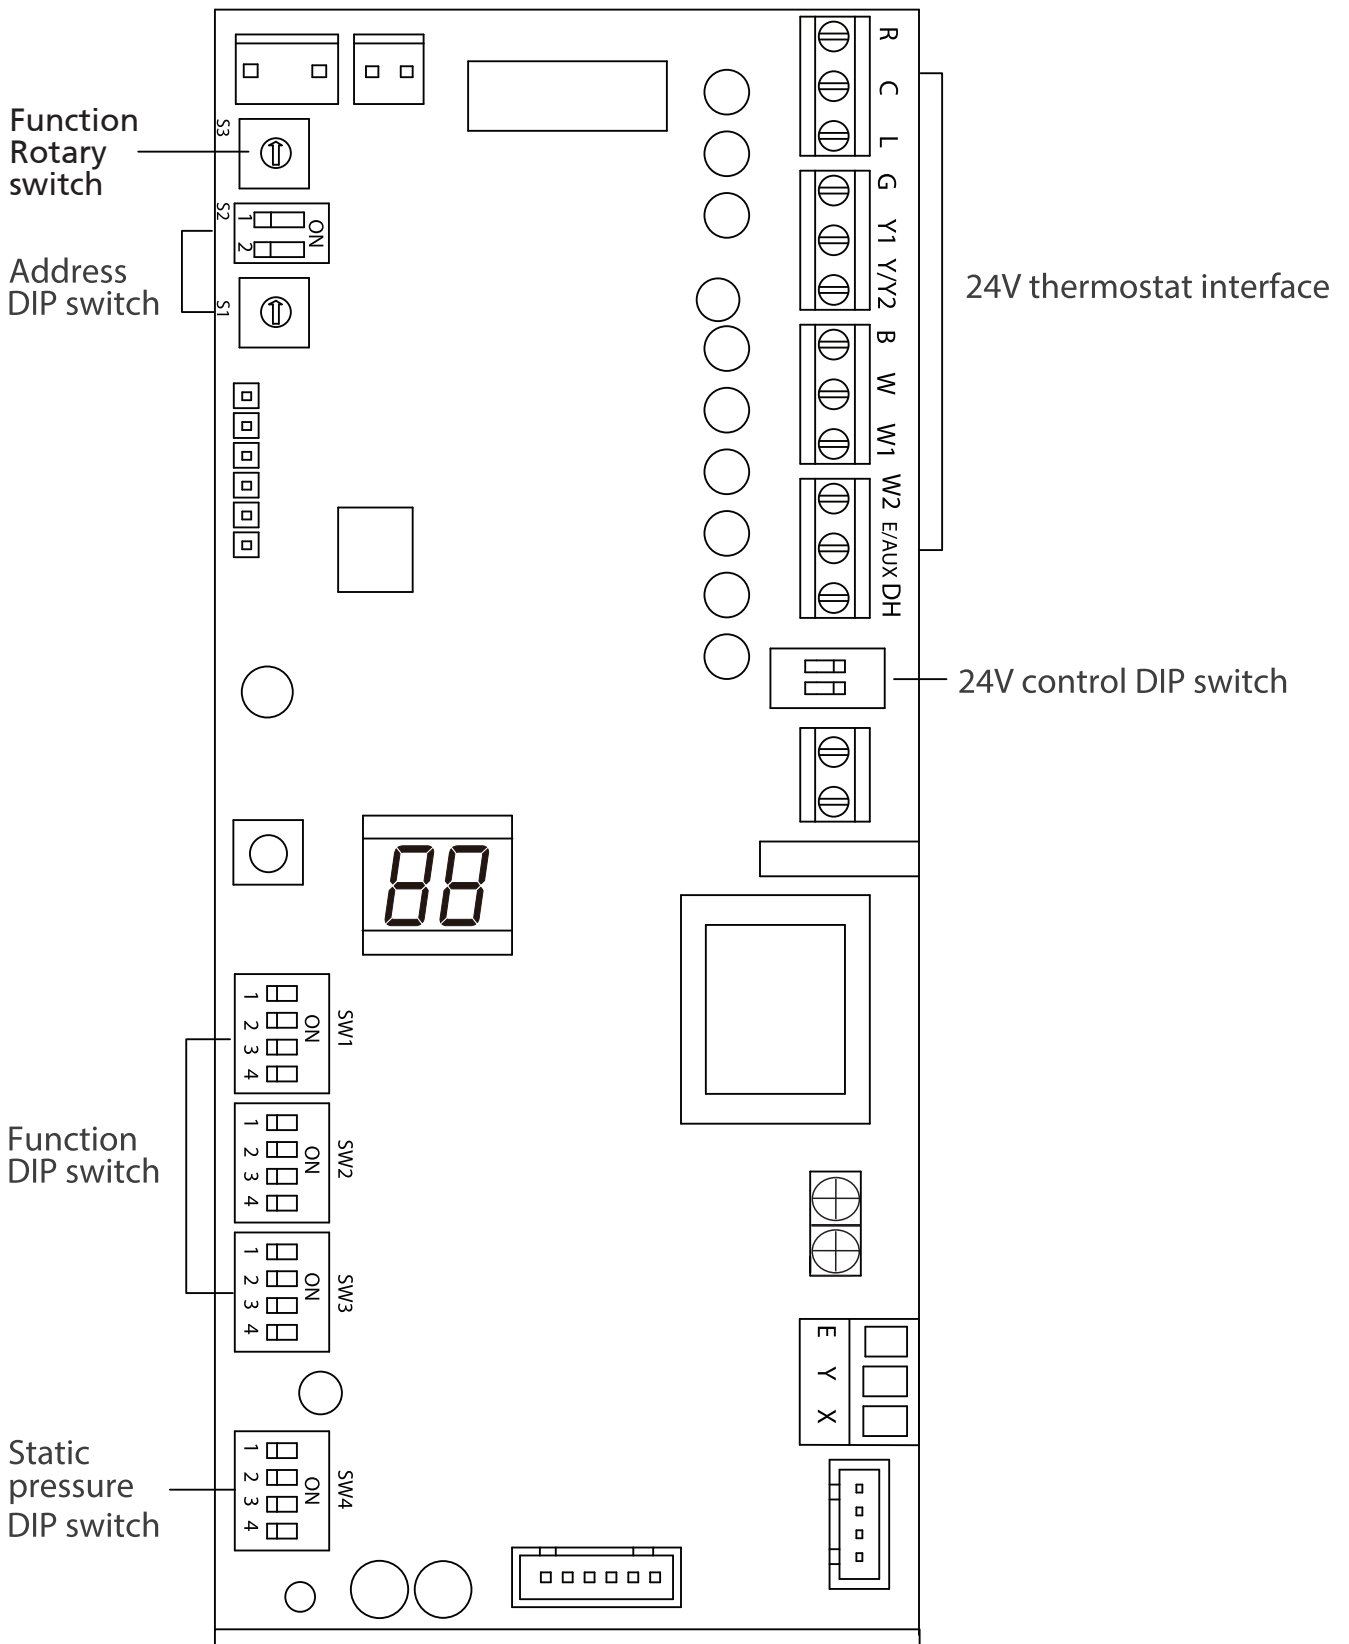 Function
Rotary
switch
S3
S2
1
2
ON
Address
DIP switch
S1
R
C
L
G
Y1
Y/Y2
B
W
W1
W2
E/AUX
DH
24V thermostat interface
24V control DIP switch
88
1
2
3
4
ON
SW1
Function
DIP switch
1
2
3
4
ON
SW2
1
2
3
4
ON
SW3
E
Y
X
Static
pressure
DIP switch
1
2
3
4
ON
SW4